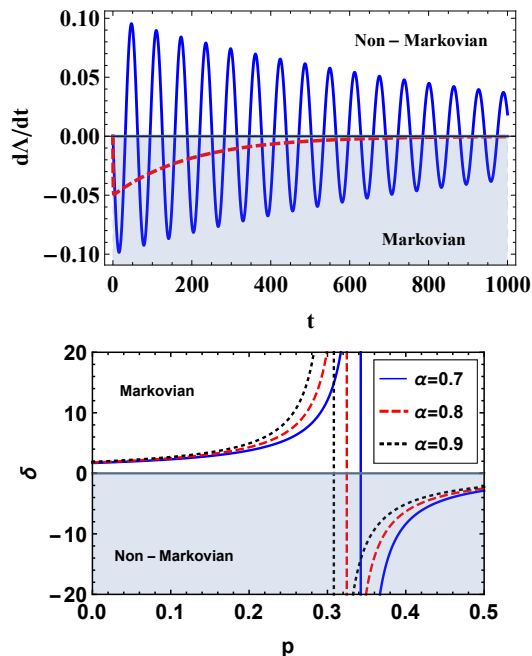 0.10
Non − Markovian
0.05
0.00
−0.05
−0.10
Markovian
dΛ/dt
0 200 400 600 800 1000
t
20
Markovian
α=0.7
10
α=0.8
α=0.9
0
δ
−10
Non − Markovian
−20
0.0 0.1 0.2 0.3 0.4 0.5
p